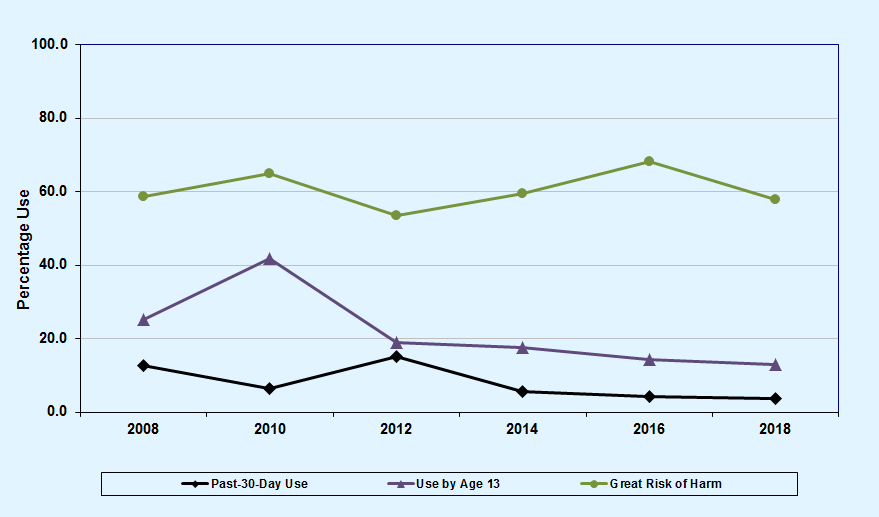 100.0
80.0
60.0
40.0
20.0
0.0
Percentage Use
2008 2010 2012 2014 2016 2018
Past-30-Day Use Use by Age 13 Great Risk of Harm